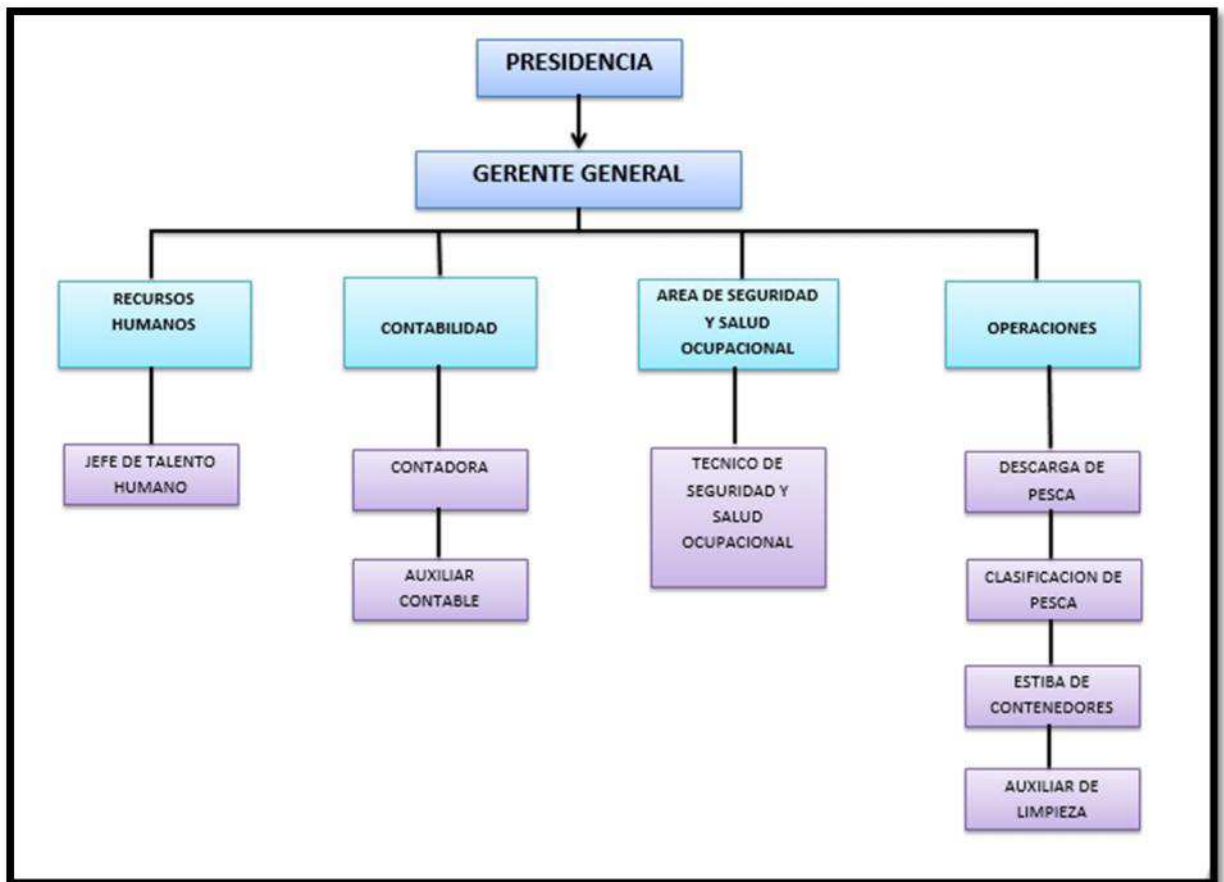 PRESIDENCIA
GERENTE GENERAL
RECURSOS
HUMANOS
CONTABILIDAD
AREA DE SEGURIDAD
Y SALUD
OCUPACIONAL
OPERACIONES
JEFE DE TALENTO
HUMANO
CONTADORA
TECNICO DE
SEGURIDAD Y
SALUD
OCUPACIONAL
DESCARGA DE
PESCA
AUXILIAR
CONTABLE
CLASIFICACION DE
PESCA
ESTIBA DE
CONTENEDORES
AUXILIAR DE
LIMPIEZA